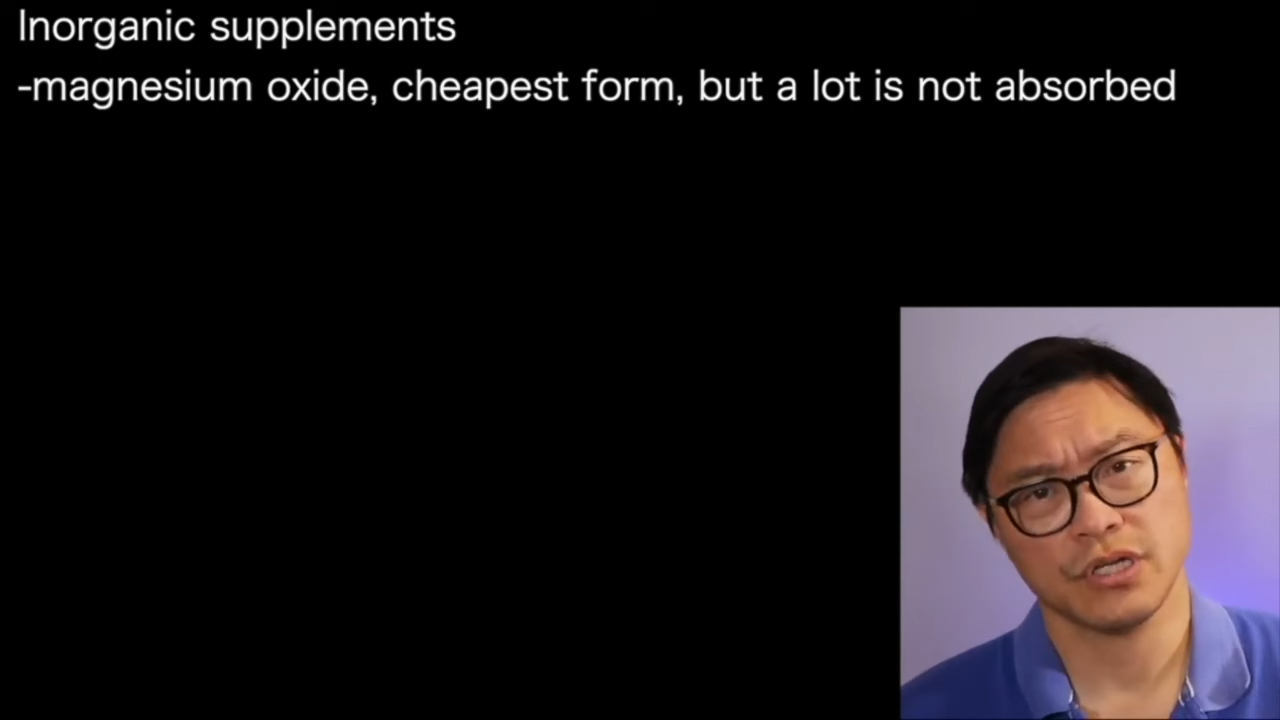 Inorganic supplements
-magnesium oxide, cheapest form, but a lot is not absorbed